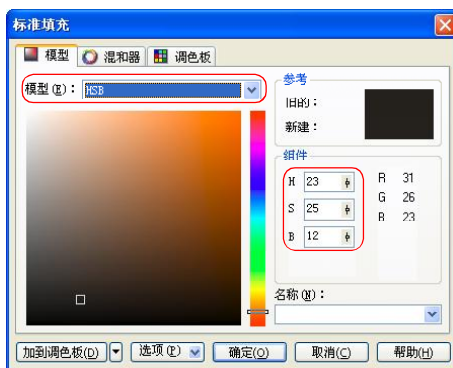 标准填充
模型 混和器 调色板
模型(E): HSB
参考
旧的:
新建:
组件
H 23 R 31
S 25 G 26
B 12 B 23
名称(N):
加到调色板(D) 选项(P) 确定(O) 取消(C) 帮助(H)